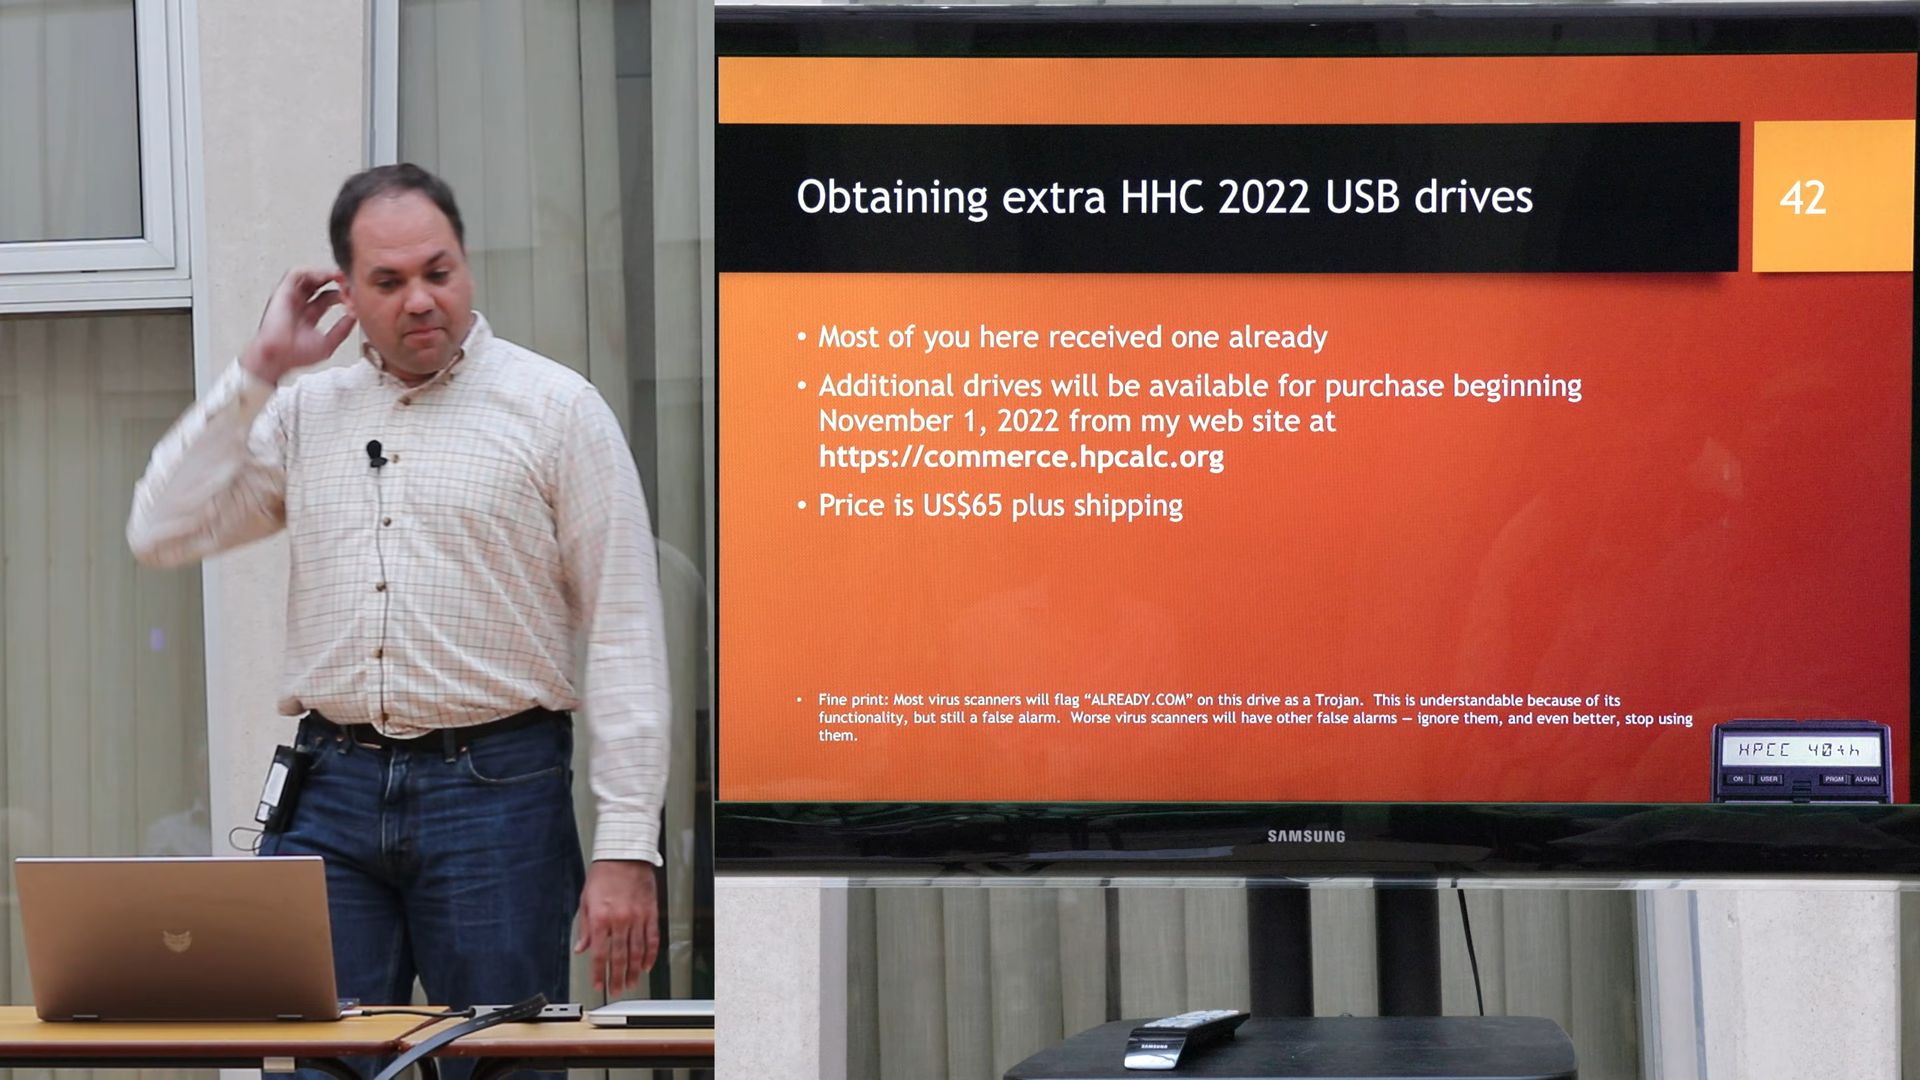 Obtaining extra HHC 2022 USB drives
42
• Most of you here received one already
• Additional drives will be available for purchase beginning
November 1, 2022 from my web site at
https://commerce.hpcalc.org
• Price is US$65 plus shipping
• Fine print: Most virus scanners will flag “ALREADY.COM” on this drive as a Trojan. This is understandable because of its
functionality, but still a false alarm. Worse virus scanners will have other false alarms – ignore them, and even better, stop using
them.
HPCC 40th
ON USER PRGM ALPHA
SAMSUNG
SAMSUNG